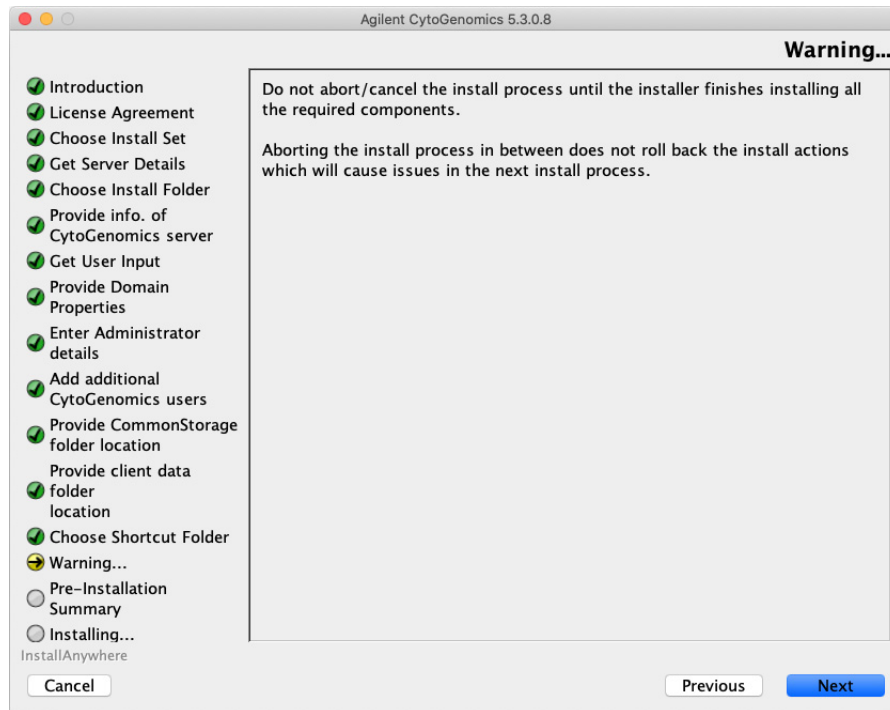 Agilent CytoGenomics 5.3.0.8
Warning...
Introduction
License Agreement
Choose Install Set
Get Server Details
Choose Install Folder
Provide info. of
CytoGenomics server
Get User Input
Provide Domain
Properties
Enter Administrator
details
Add additional
CytoGenomics users
Provide CommonStorage
folder location
Provide client data
folder
location
Choose Shortcut Folder
Warning...
Pre-Installation
Summary
Installing...
Do not abort/cancel the install process until the installer finishes installing all
the required components.
Aborting the install process in between does not roll back the install actions
which will cause issues in the next install process.
InstallAnywhere
Cancel
Previous
Next